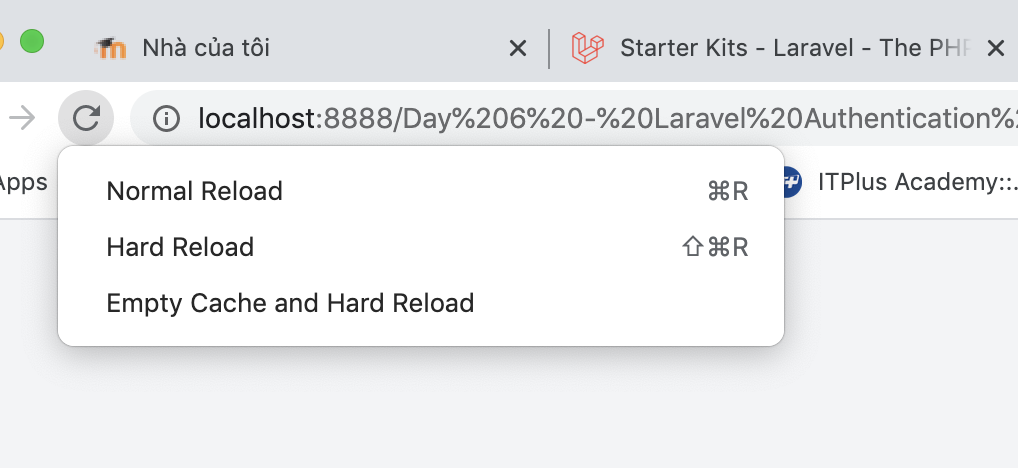 Nhà của tôi
Starter Kits - Laravel - The PHP
localhost:8888/Day%206%20-%20Laravel%20Authentication%2
Apps
ITPlus Academy::.
Normal Reload ⌘R
Hard Reload ⇧⌘R
Empty Cache and Hard Reload